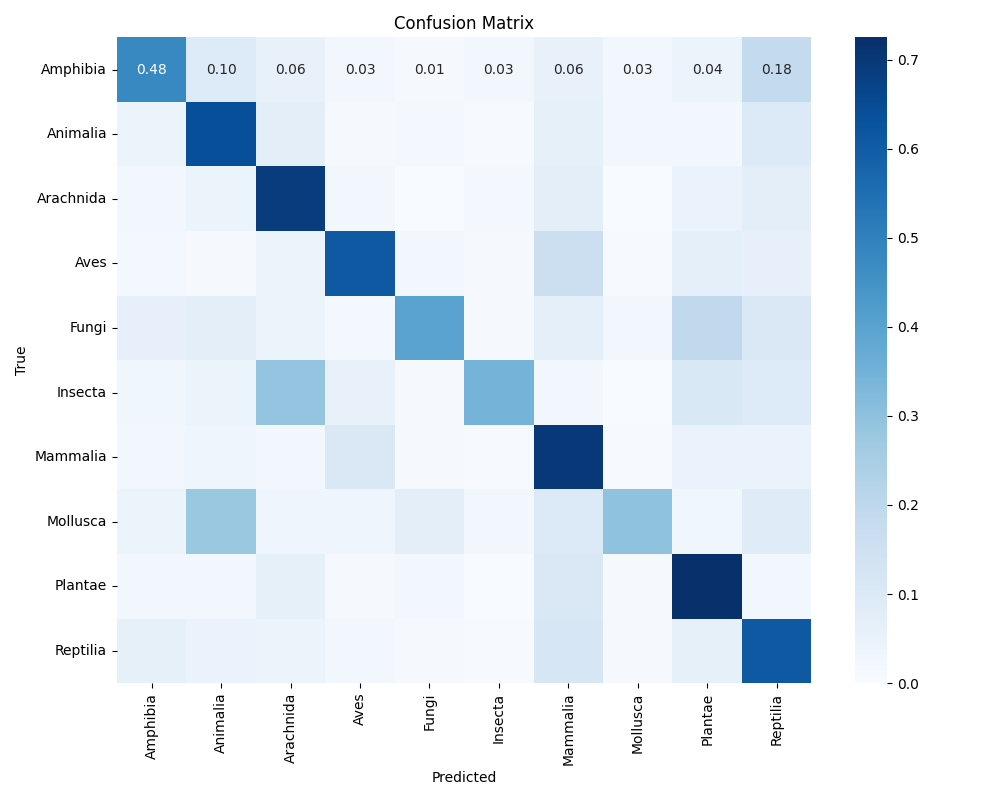 Confusion Matrix
Amphibia 0.48 0.10 0.06 0.03 0.01 0.03 0.06 0.03 0.04 0.18
Animalia
Arachnida
Aves
Fungi
Insecta
Mammalia
Mollusca
Plantae
Reptilia
True
Amphibia Animalia Arachnida Aves Fungi Insecta Mammalia Mollusca Plantae Reptilia
Predicted
0.7
0.6
0.5
0.4
0.3
0.2
0.1
0.0